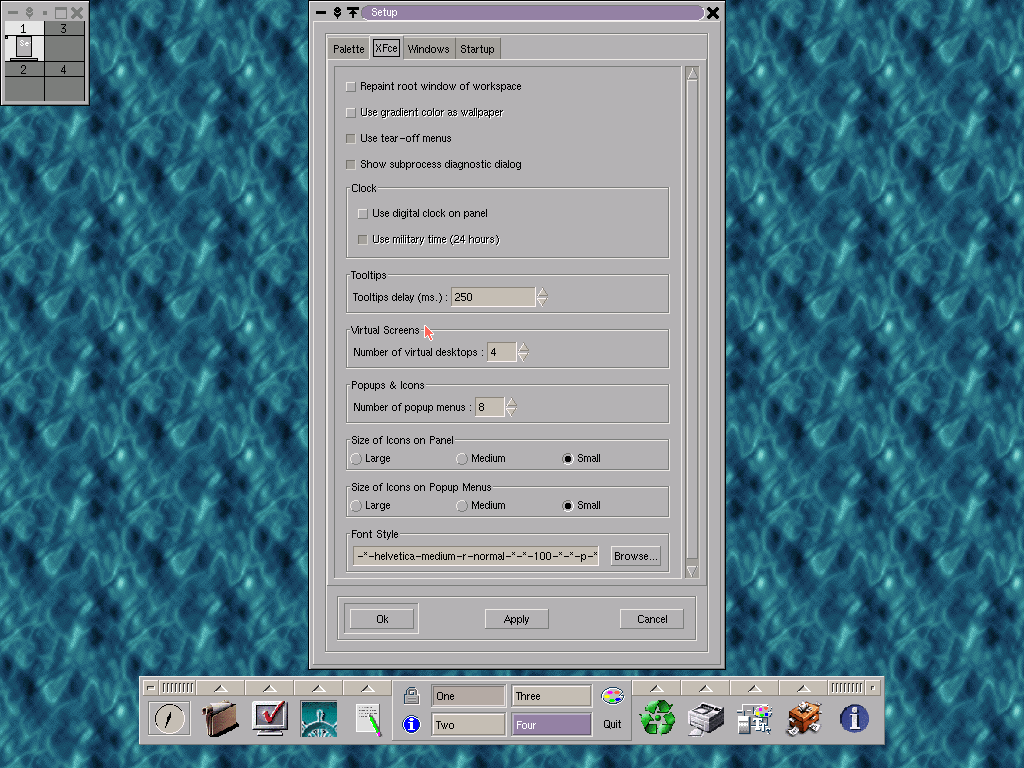 Setup
1 3
Se
2 4
Palette XFce Windows Startup
Repaint root window of workspace
Use gradient color as wallpaper
Use tear-off menus
Show subprocess diagnostic dialog
Clock
Use digital clock on panel
Use military time (24 hours)
Tooltips
Tooltips delay (ms.) : 250
Virtual Screens
Number of virtual desktops : 4
Popups & Icons
Number of popup menus : 8
Size of Icons on Panel
Large Medium Small
Size of Icons on Popup Menus
Large Medium Small
Font Style
-*-helvetica-medium-r-normal-*-*-100-*-*-p-* Browse...
Ok Apply Cancel
One Three
Two Four Quit